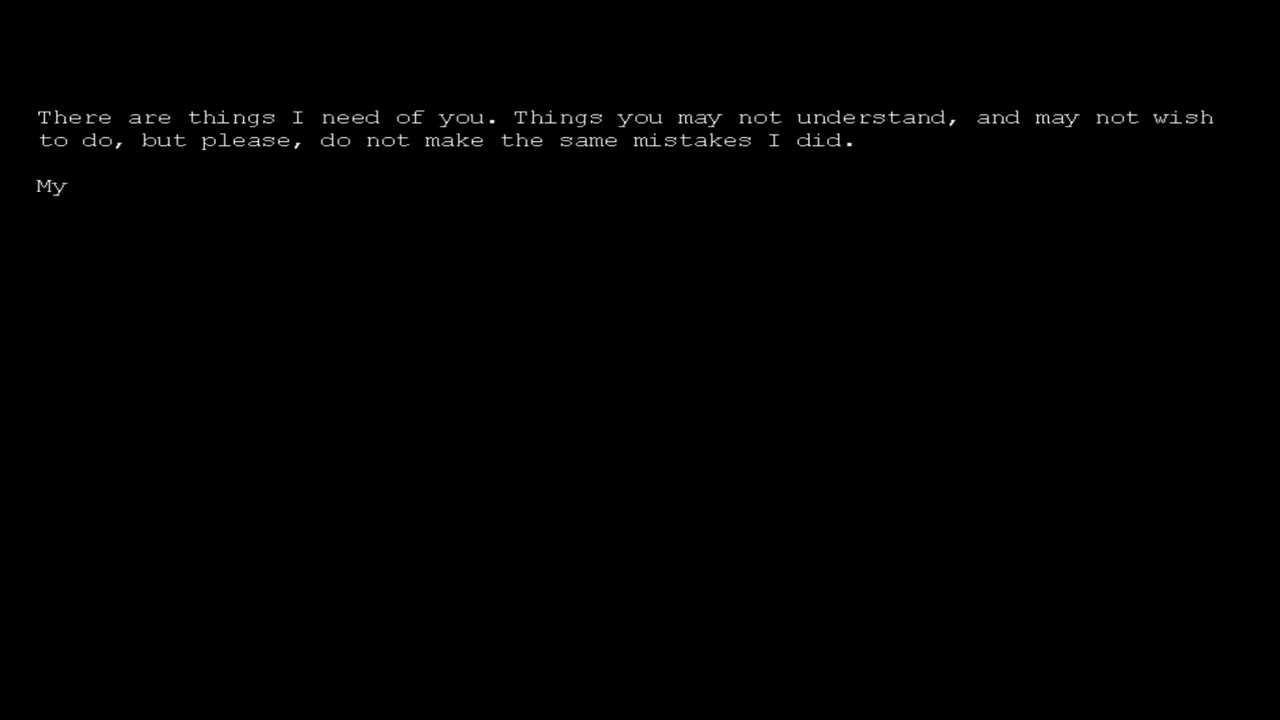 There are things I need of you. Things you may not understand, and may not wish
to do, but please, do not make the same mistakes I did.
My